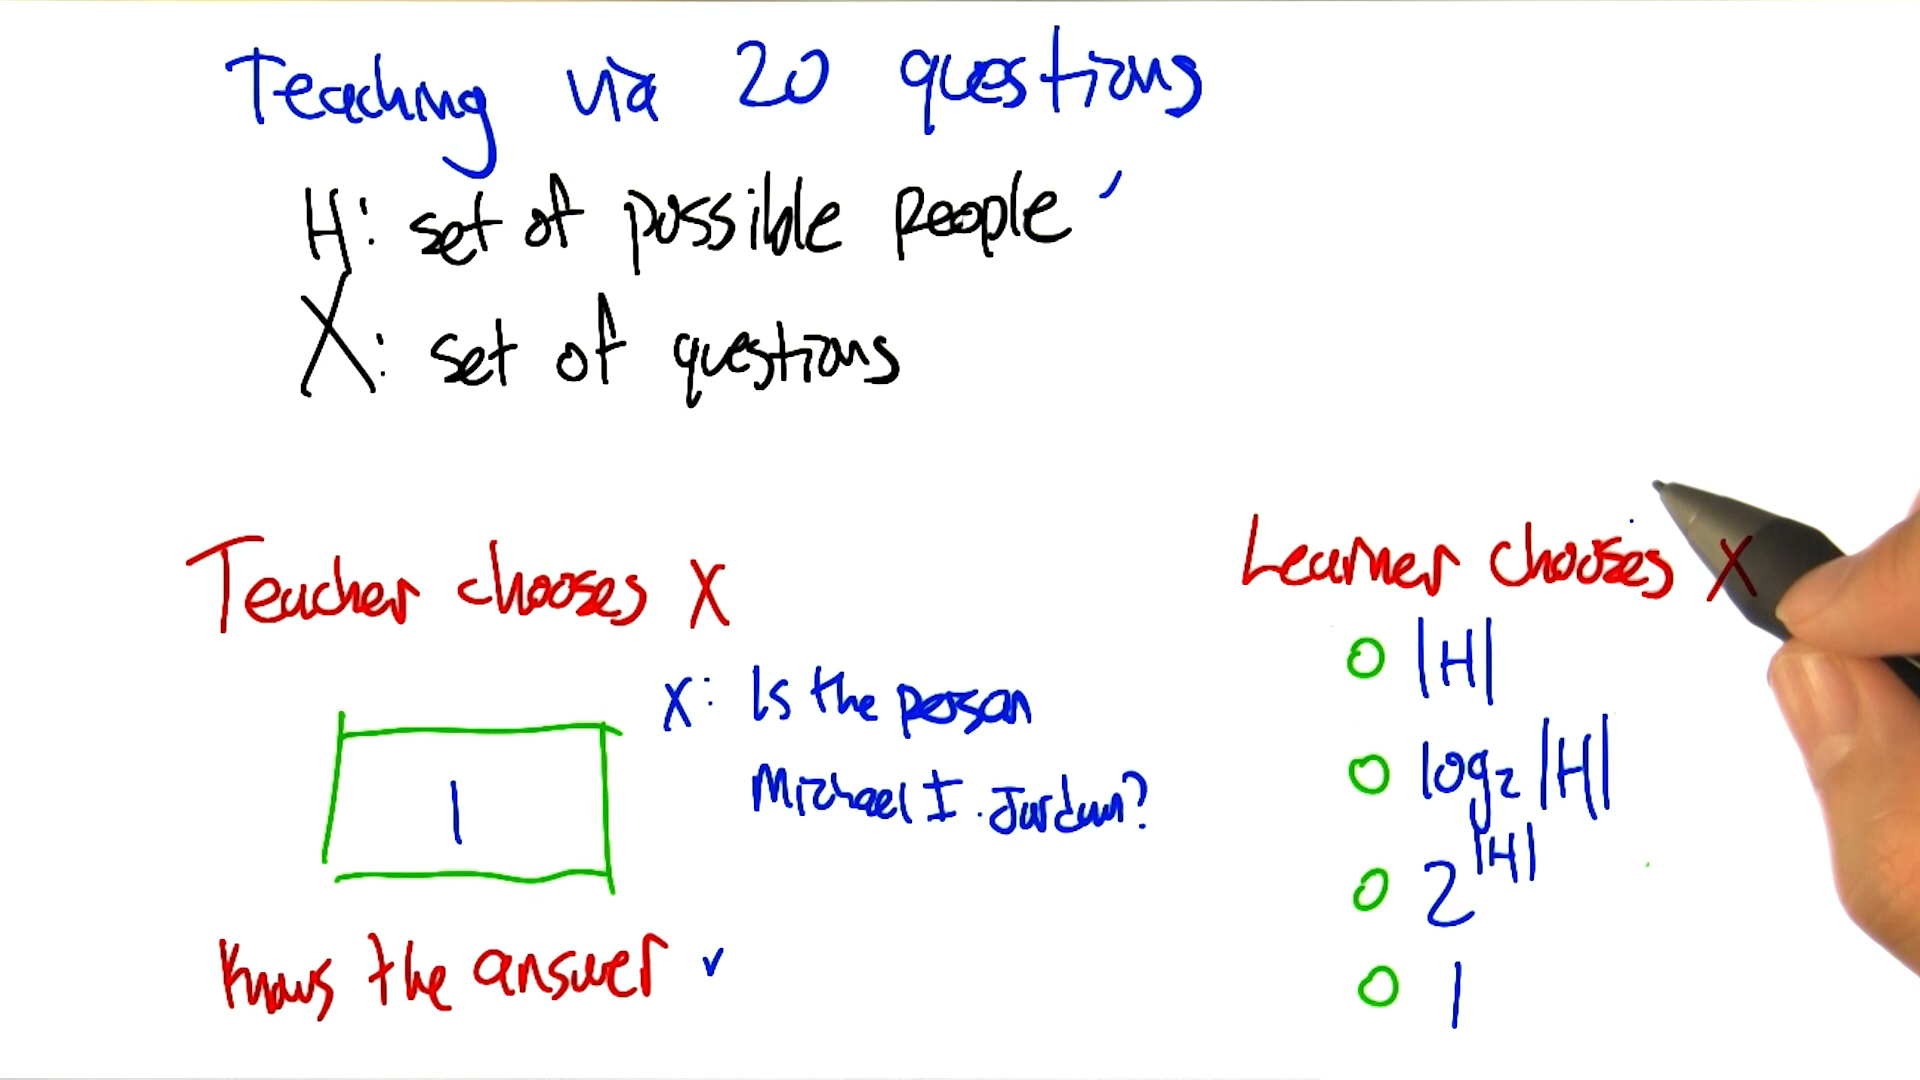 Teaching via 20 questions
H: set of possible people
X: set of questions
Teacher chooses X
1
X: Is the person
Michael I. Jordan?
Knows the answer
Learner chooses X
|H|
log₂ |H|
2^|H|
1